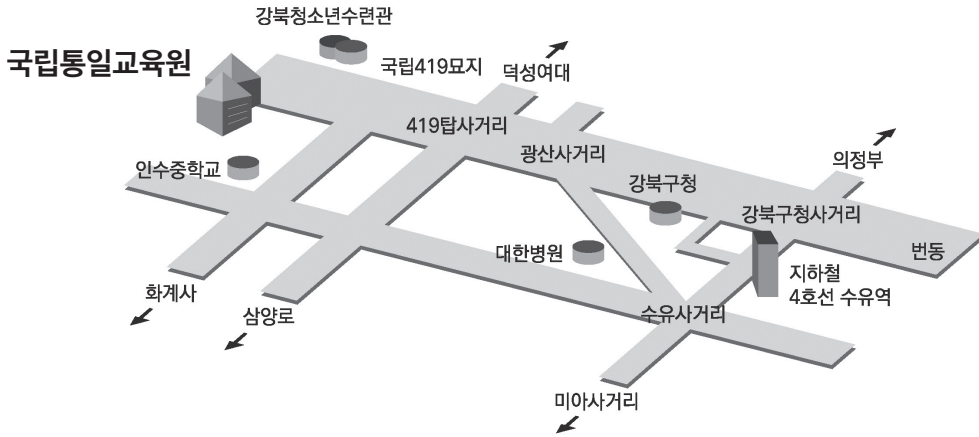 강북청소년수련관
국립통일교육원
국립419묘지
덕성여대
419탑사거리
광산사거리
의정부
인수중학교
강북구청
강북구청사거리
대한병원
번동
지하철
4호선 수유역
화계사
삼양로
수유사거리
미아사거리